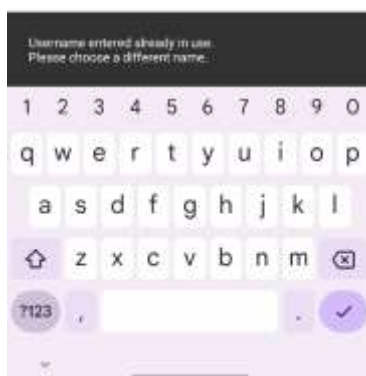 Username entered already in use.
Please choose a different name.
1 2 3 4 5 6 7 8 9 0
q w e r t y u i o p
a s d f g h j k l
z x c v b n m
?123 , .